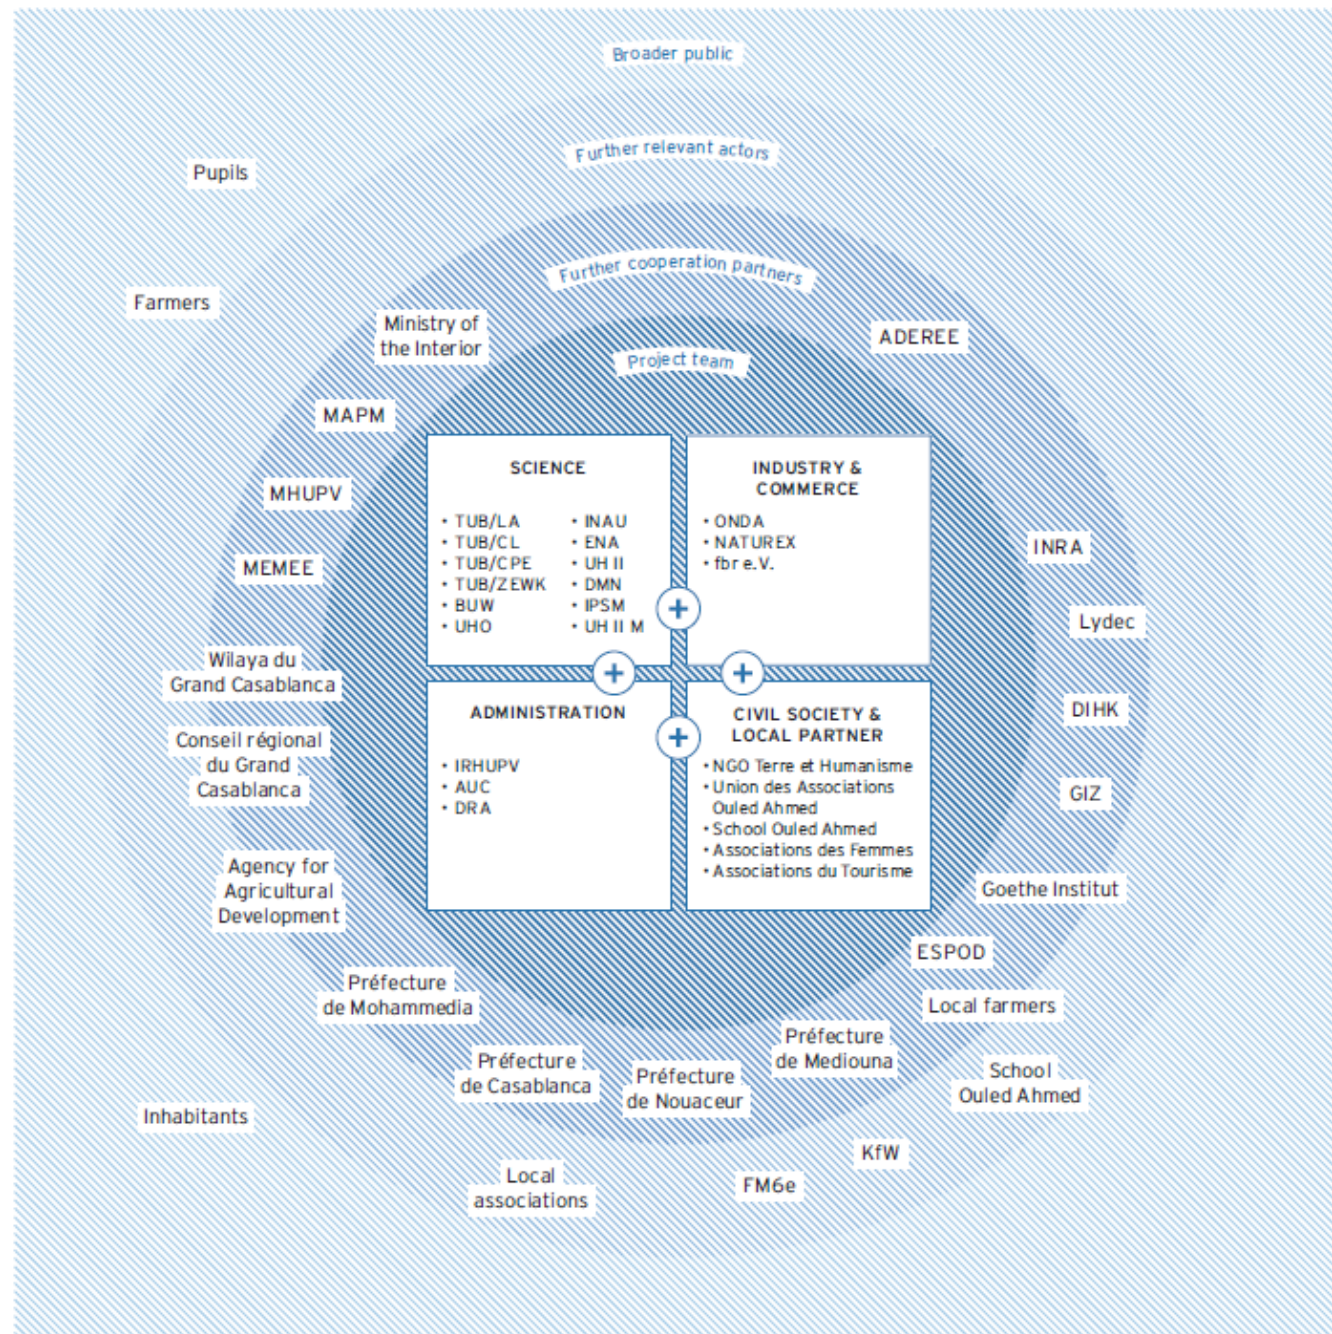 Broader public
Further relevant actors
Further cooperation partners
Project team
Pupils
Farmers
Ministry of
the Interior
MAPM
MHUPV
MEMEE
Wilaya du
Grand Casablanca
Conseil régional
du Grand
Casablanca
Agency for
Agricultural
Development
Préfecture
de Mohammedia
Préfecture
de Casablanca
Préfecture
de Nouaceur
Préfecture
de Mediouna
Inhabitants
Local
associations
FM6e
KfW
School
Ouled Ahmed
Local farmers
ESPOD
Goethe Institut
GIZ
DIHK
Lydec
INRA
ADEREE
SCIENCE
• TUB/LA
• TUB/CL
• TUB/CPE
• TUB/ZEWK
• BUW
• UHO
• INAU
• ENA
• UH II
• DMN
• IPSM
• UH II M
INDUSTRY &
COMMERCE
• ONDA
• NATUREX
• fbr e.V.
ADMINISTRATION
• IRHUPV
• AUC
• DRA
CIVIL SOCIETY &
LOCAL PARTNER
• NGO Terre et Humanisme
• Union des Associations
Ouled Ahmed
• School Ouled Ahmed
• Associations des Femmes
• Associations du Tourisme
+
+
+
+